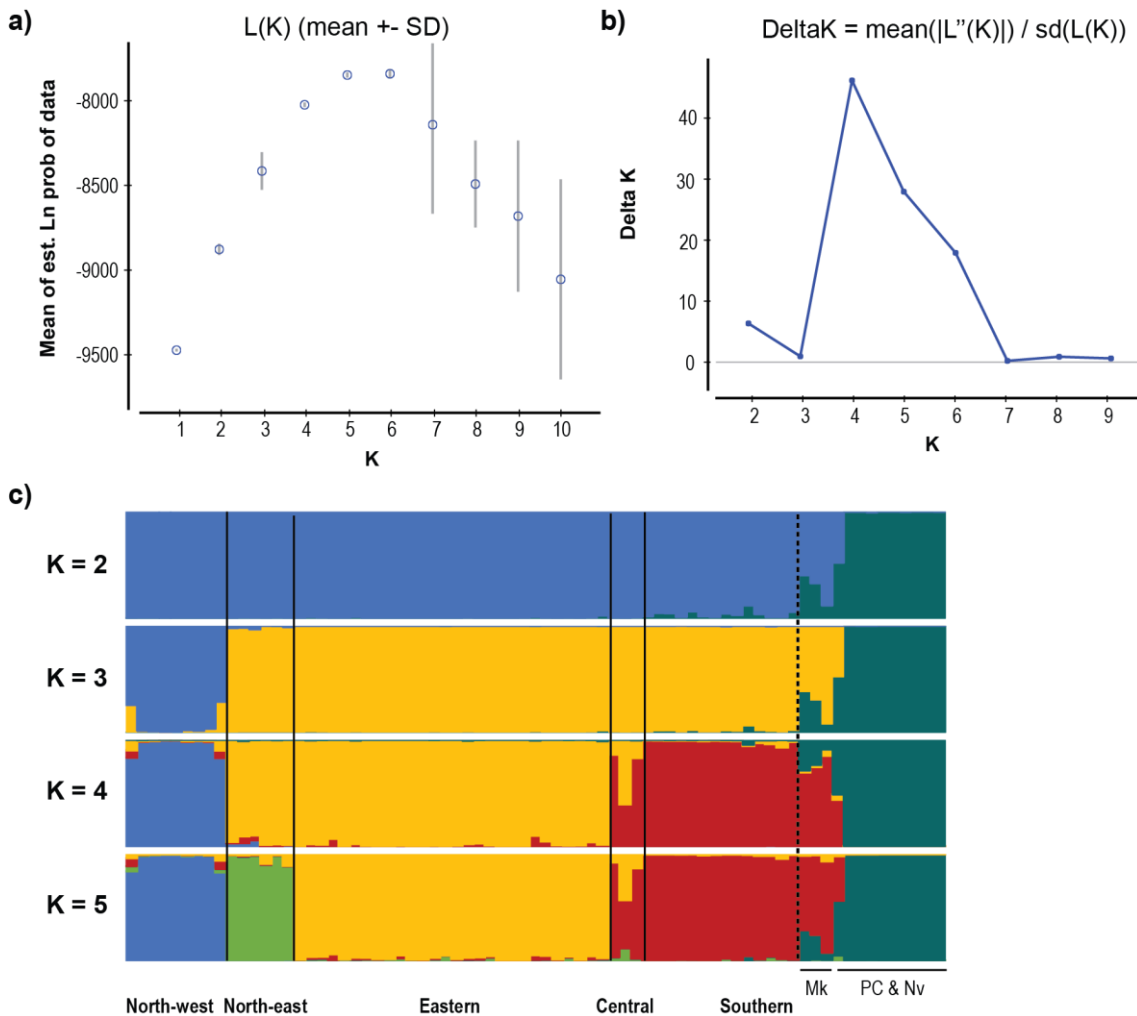 a)
L(K) (mean +- SD)
Mean of est. Ln prob of data
-8000
-8500
-9000
-9500
1 2 3 4 5 6 7 8 9 10
K
b)
DeltaK = mean(|L”(K)|) / sd(L(K))
Delta K
40
30
20
10
0
2 3 4 5 6 7 8 9
K
c)
K = 2
K = 3
K = 4
K = 5
North-west North-east Eastern Central Southern Mk PC & Nv